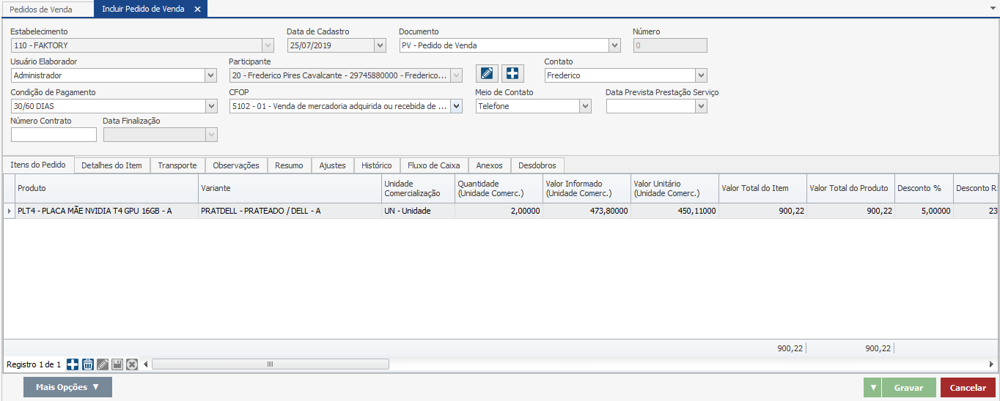 Pedidos de Venda
Incluir Pedido de Venda
Estabelecimento
Data de Cadastro
Documento
Número
110 - FAKTORY
25/07/2019
PV - Pedido de Venda
0
Usuário Elaborador
Participante
Contato
Administrador
20 - Frederico Pires Cavalcante - 29745880000 - Frederico...
Frederico
Condição de Pagamento
CFOP
Meio de Contato
Data Prevista Prestação Serviço
30/60 DIAS
5102 - 01 - Venda de mercadoria adquirida ou recebida de ...
Telefone
Número Contrato
Data Finalização
Itens do Pedido
Detalhes do Item
Transporte
Observações
Resumo
Ajustes
Histórico
Fluxo de Caixa
Anexos
Desdobros
Produto
Variante
Unidade
Comercialização
Quantidade
(Unidade Comerc.)
Valor Informado
(Unidade Comerc.)
Valor Unitário
(Unidade Comerc.)
Valor Total do Item
Valor Total do Produto
Desconto %
Desconto R
PLT4 - PLACA MÃE NVIDIA T4 GPU 16GB - A
PRATDELL - PRATEADO / DELL - A
UN - Unidade
2,00000
473,80000
450,11000
900,22
900,22
5,00000
23
900,22
900,22
Registro 1 de 1
Mais Opções
Gravar
Cancelar